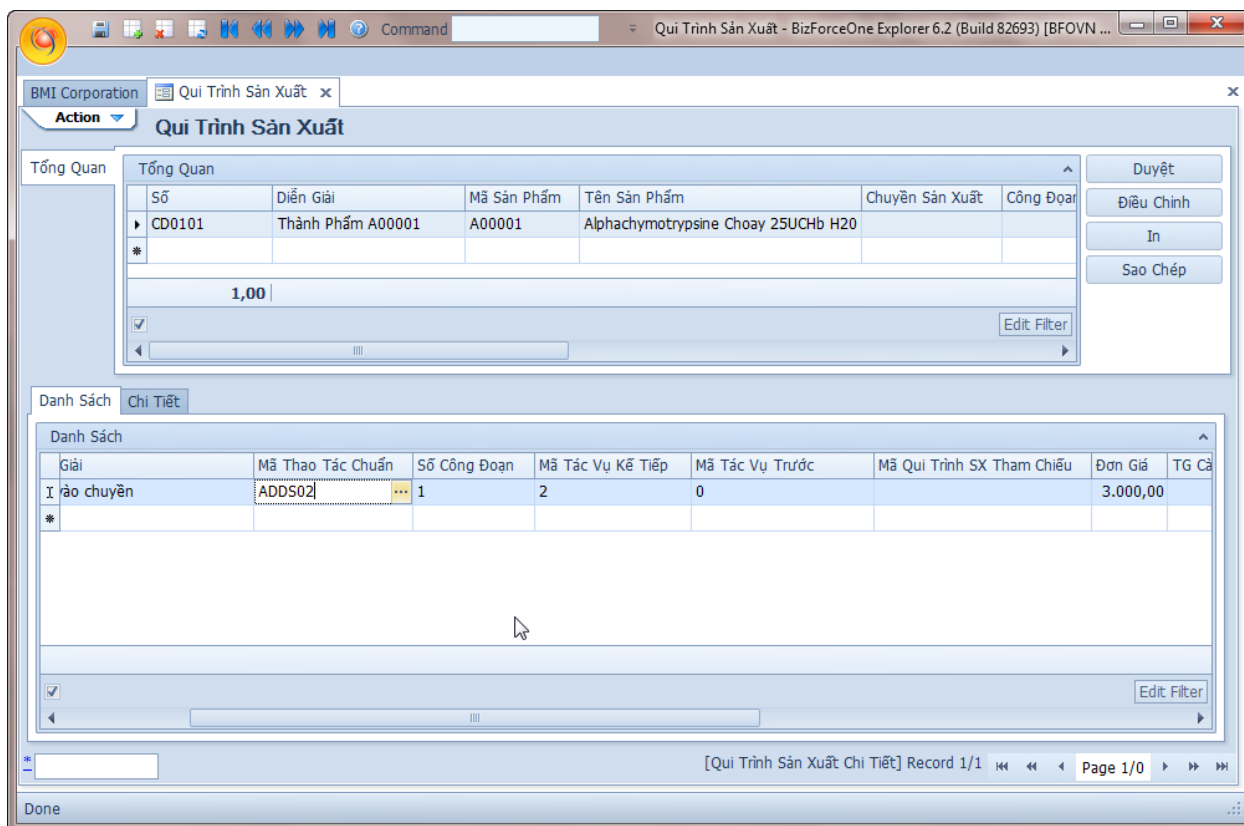 Command Qui Trình Sản Xuất - BizForceOne Explorer 6.2 (Build 82693) [BFOVN ...
BMI Corporation Qui Trình Sản Xuất x
Action Qui Trình Sản Xuất
Tổng Quan Tổng Quan Duyệt
Số Diễn Giải Mã Sản Phẩm Tên Sản Phẩm Chuyền Sản Xuất Công Đoạn Điều Chỉnh
CD0101 Thành Phẩm A00001 A00001 Alphachymotrypsine Choay 25UCHb H20
In
Sao Chép
1,00
Edit Filter
Danh Sách Chi Tiết
Danh Sách
Giải Mã Thao Tác Chuẩn Số Công Đoạn Mã Tác Vụ Kế Tiếp Mã Tác Vụ Trước Mã Qui Trình SX Tham Chiếu Đơn Giá TG Cà
vào chuyền ADDS02 ... 1 2 0 3.000,00
Edit Filter
* [Qui Trình Sản Xuất Chi Tiết] Record 1/1 Page 1/0
Done